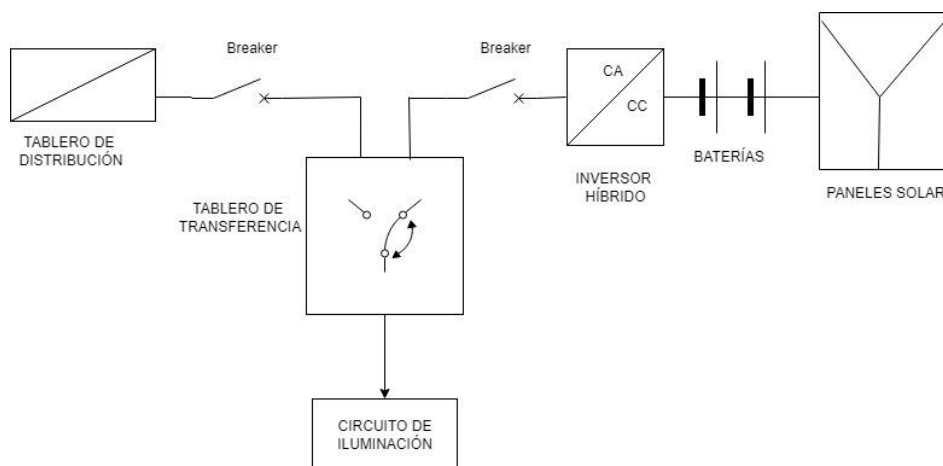 Breaker
Breaker
CA
CC
TABLERO DE
DISTRIBUCIÓN
BATERÍAS
INVERSOR
HÍBRIDO
PANELES SOLAR
TABLERO DE
TRANSFERENCIA
CIRCUITO DE
ILUMINACIÓN